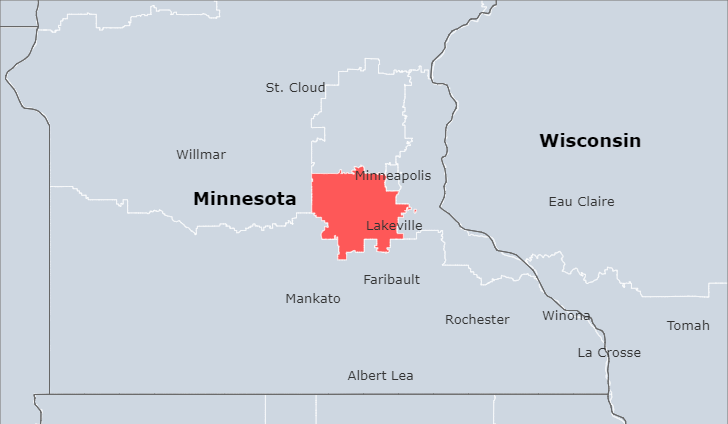 St. Cloud
Wisconsin
Willmar
Minneapolis
Minnesota
Eau Claire
Lakeville
Faribault
Mankato
Winona
Rochester
Tomah
La Crosse
Albert Lea